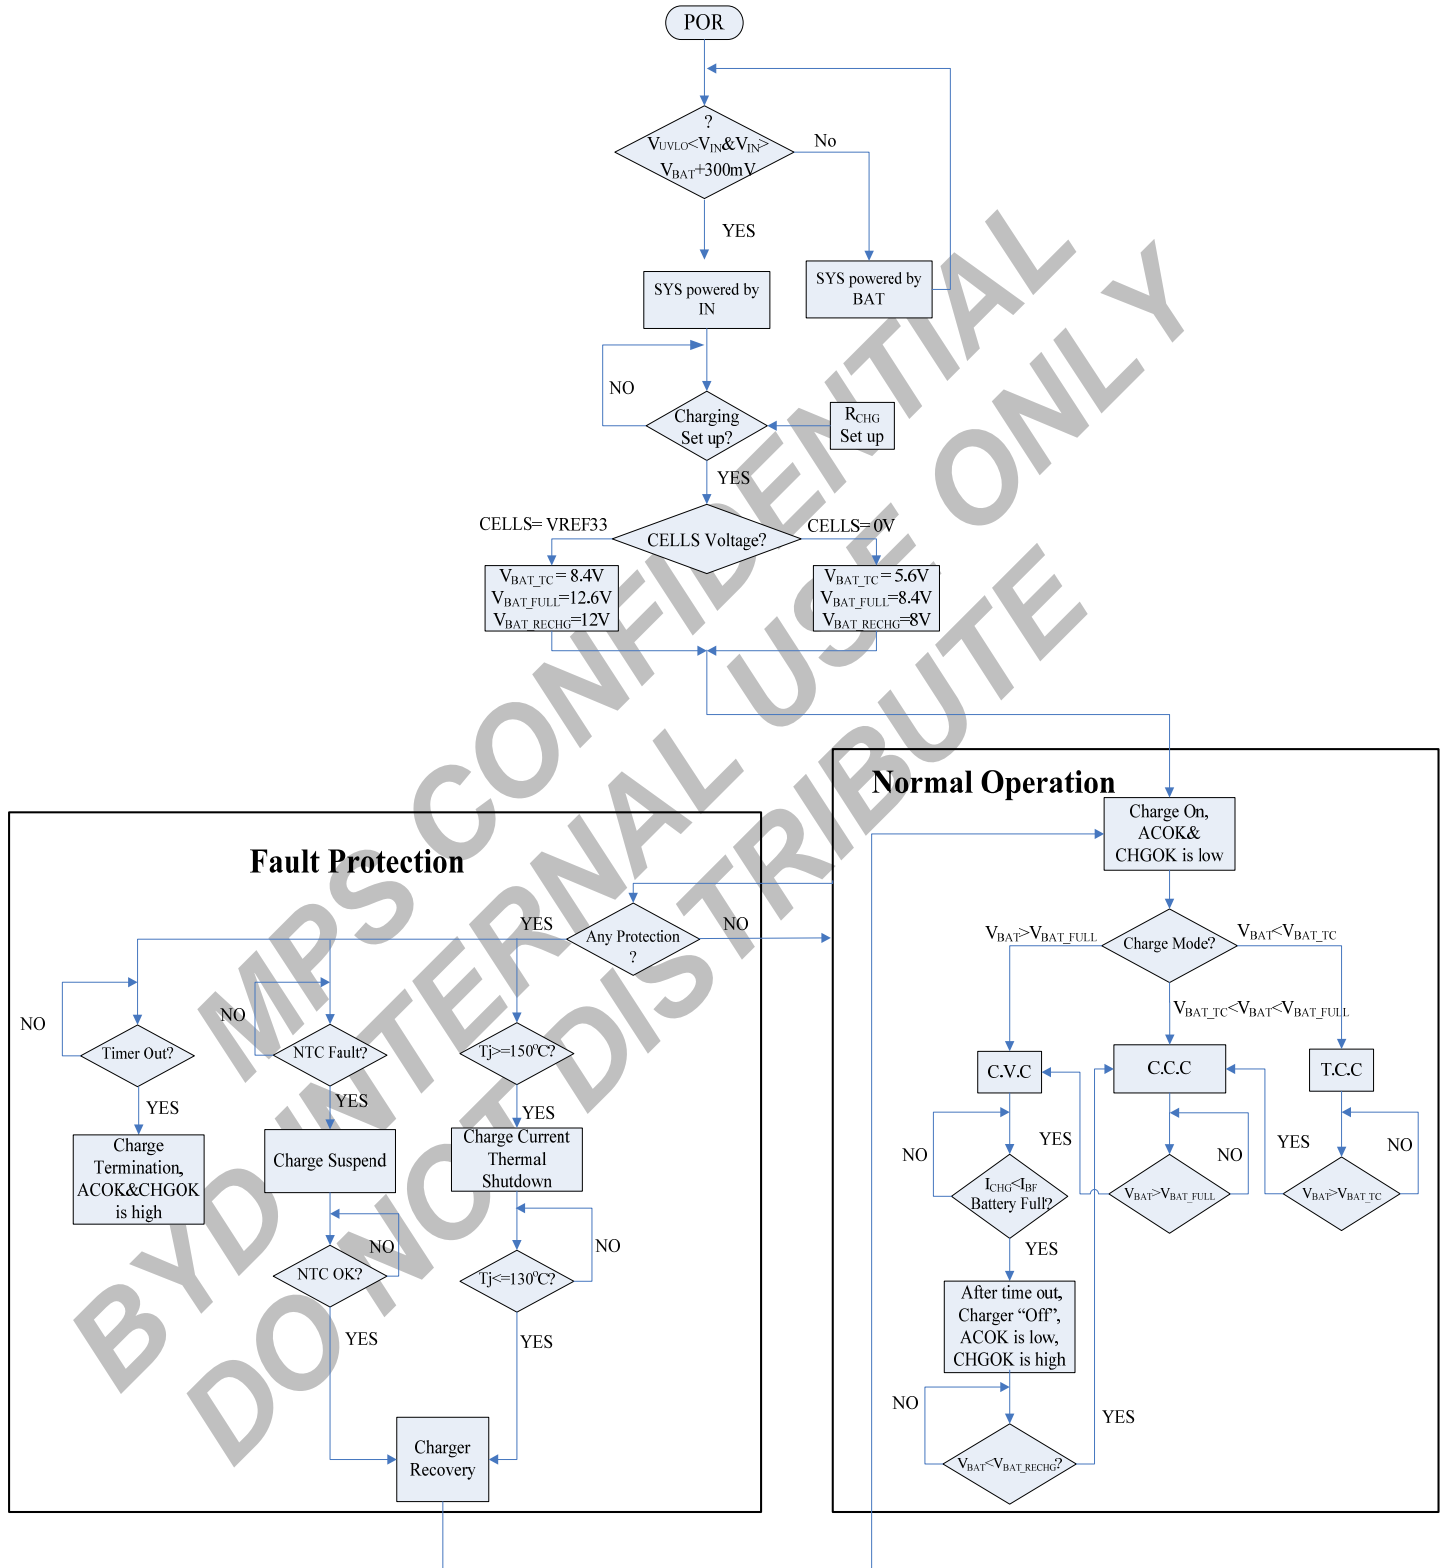 POR
?
VUVLO<VIN&VIN>
VBAT+300mV
No
YES
SYS powered by
IN
SYS powered by
BAT
NO
Charging
Set up?
RCHG
Set up
YES
CELLS= VREF33
CELLS Voltage?
CELLS= 0V
VBAT_TC = 8.4V
VBAT_FULL=12.6V
VBAT_RECHG=12V
VBAT_TC = 5.6V
VBAT_FULL=8.4V
VBAT_RECHG=8V
Normal Operation
Charge On,
ACOK&
CHGOK is low
VBAT>VBAT_FULL
Charge Mode?
VBAT<VBAT_TC
VBAT_TC<VBAT<VBAT_FULL
C.V.C
C.C.C
T.C.C
NO
YES
NO
YES
NO
ICHG<IBF
Battery Full?
VBAT>VBAT_FULL
VBAT>VBAT_TC
YES
After time out,
Charger “Off”,
ACOK is low,
CHGOK is high
NO
YES
VBAT<VBAT_RECHG?
Fault Protection
YES
Any Protection
?
NO
NO
NO
Timer Out?
NTC Fault?
Tj>=150°C?
YES
YES
YES
Charge
Termination,
ACOK&CHGOK
is high
Charge Suspend
Charge Current
Thermal
Shutdown
NO
NO
NTC OK?
Tj<=130°C?
YES
YES
Charger
Recovery
MPS CONFIDENTIAL
BYD INTERNAL USE ONLY
DO NOT DISTRIBUTE